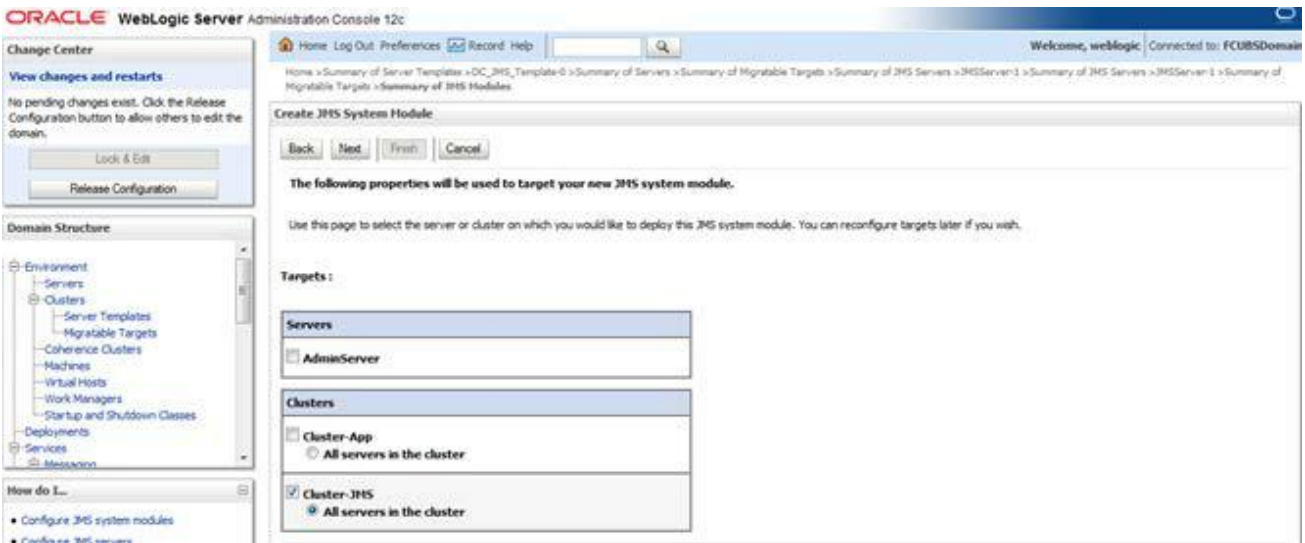 ORACLE WebLogic Server Administration Console 12c
Change Center
View changes and restarts
No pending changes exist. Click the Release
Configuration button to allow others to edit the
domain.
Lock & Edit
Release Configuration
Domain Structure
Environment
Servers
Clusters
Server Templates
Migratable Targets
Coherence Clusters
Machines
Virtual Hosts
Work Managers
Startup and Shutdown Classes
Deployments
Services
Messaging
How do I...
Configure JMS system modules
Configure JMS servers
Home Log Out Preferences Record Help
Welcome, weblogic Connected to: FCUBSDomain
Home >Summary of Server Templates >DC_JMS_Template-0 >Summary of Servers >Summary of Migratable Targets >Summary of JMS Servers >JMSServer-1 >Summary of JMS Servers >JMSServer-1 >Summary of
Migratable Targets >Summary of JMS Modules
Create JMS System Module
Back Next Finish Cancel
The following properties will be used to target your new JMS system module.
Use this page to select the server or cluster on which you would like to deploy this JMS system module. You can reconfigure targets later if you wish.
Targets :
Servers
AdminServer
Clusters
Cluster-App
All servers in the cluster
Cluster-JMS
All servers in the cluster